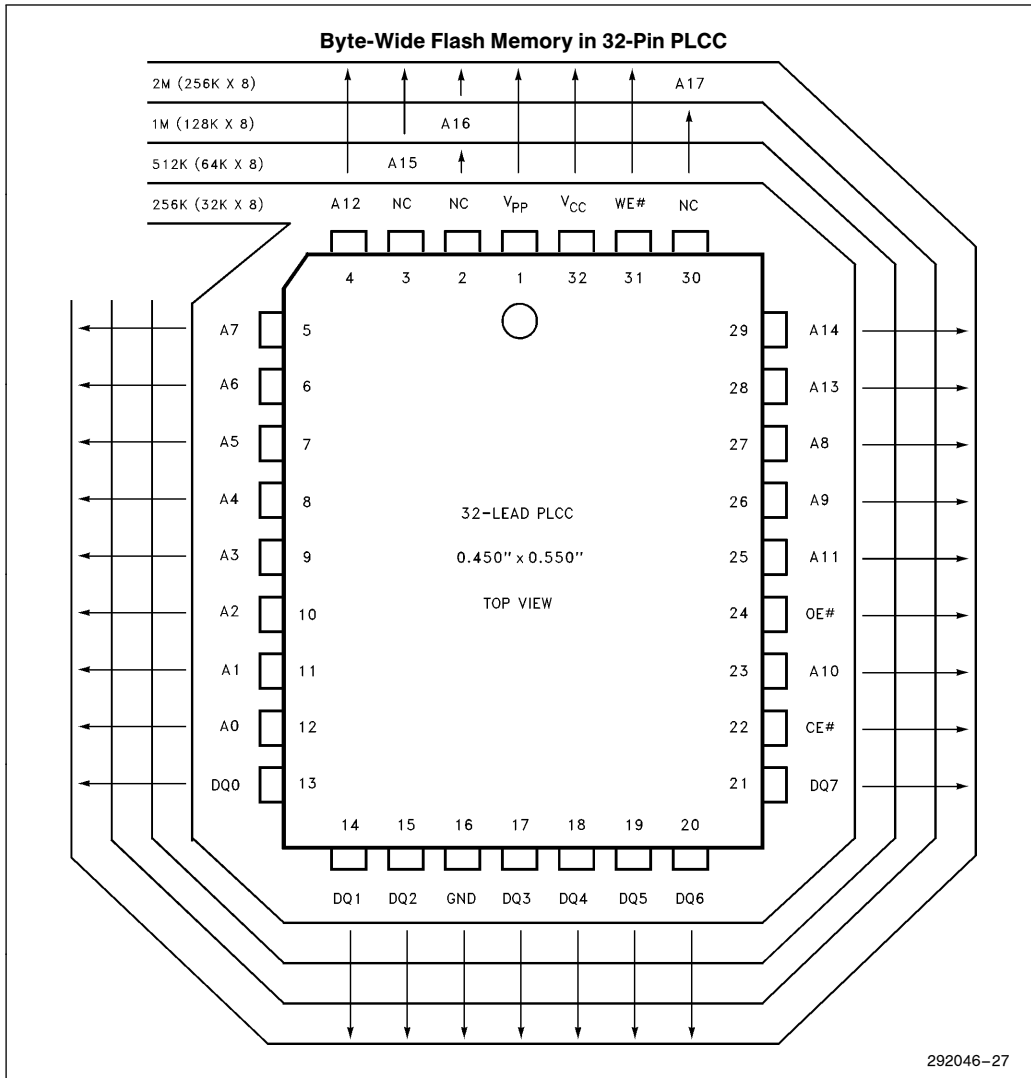 Byte-Wide Flash Memory in 32-Pin PLCC
2M (256K X 8) A17
1M (128K X 8) A16
512K (64K X 8) A15
256K (32K X 8) A12 NC NC VPP VCC WE# NC
4 3 2 1 32 31 30
A7 5 29 A14
A6 6 28 A13
A5 7 27 A8
A4 8 26 A9
32-LEAD PLCC
A3 9 0.450" x 0.550" 25 A11
TOP VIEW
A2 10 24 OE#
A1 11 23 A10
A0 12 22 CE#
DQ0 13 21 DQ7
14 15 16 17 18 19 20
DQ1 DQ2 GND DQ3 DQ4 DQ5 DQ6
292046-27